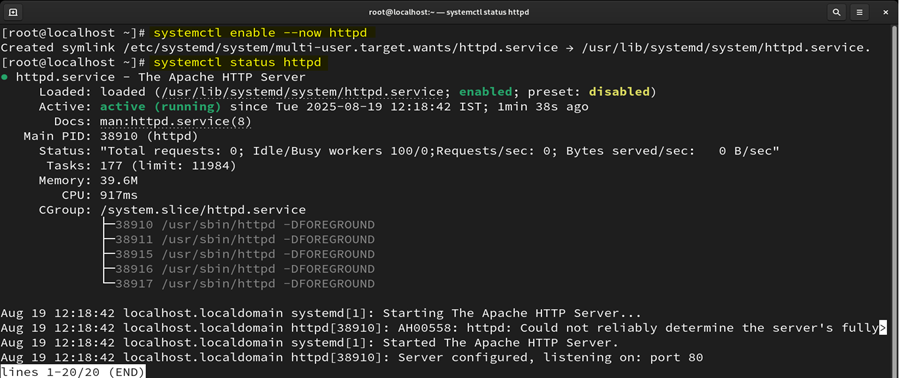 root@localhost:~ — systemctl status httpd
[root@localhost ~]# systemctl enable --now httpd
Created symlink /etc/systemd/system/multi-user.target.wants/httpd.service → /usr/lib/systemd/system/httpd.service.
[root@localhost ~]# systemctl status httpd
● httpd.service - The Apache HTTP Server
Loaded: loaded (/usr/lib/systemd/system/httpd.service; enabled; preset: disabled)
Active: active (running) since Tue 2025-08-19 12:18:42 IST; 1min 38s ago
Docs: man:httpd.service(8)
Main PID: 38910 (httpd)
Status: "Total requests: 0; Idle/Busy workers 100/0;Requests/sec: 0; Bytes served/sec:   0 B/sec"
Tasks: 177 (limit: 11984)
Memory: 39.6M
CPU: 917ms
CGroup: /system.slice/httpd.service
├─38910 /usr/sbin/httpd -DFOREGROUND
├─38911 /usr/sbin/httpd -DFOREGROUND
├─38915 /usr/sbin/httpd -DFOREGROUND
├─38916 /usr/sbin/httpd -DFOREGROUND
└─38917 /usr/sbin/httpd -DFOREGROUND
Aug 19 12:18:42 localhost.localdomain systemd[1]: Starting The Apache HTTP Server...
Aug 19 12:18:42 localhost.localdomain httpd[38910]: AH00558: httpd: Could not reliably determine the server's fully>
Aug 19 12:18:42 localhost.localdomain systemd[1]: Started The Apache HTTP Server.
Aug 19 12:18:42 localhost.localdomain httpd[38910]: Server configured, listening on: port 80
lines 1-20/20 (END)